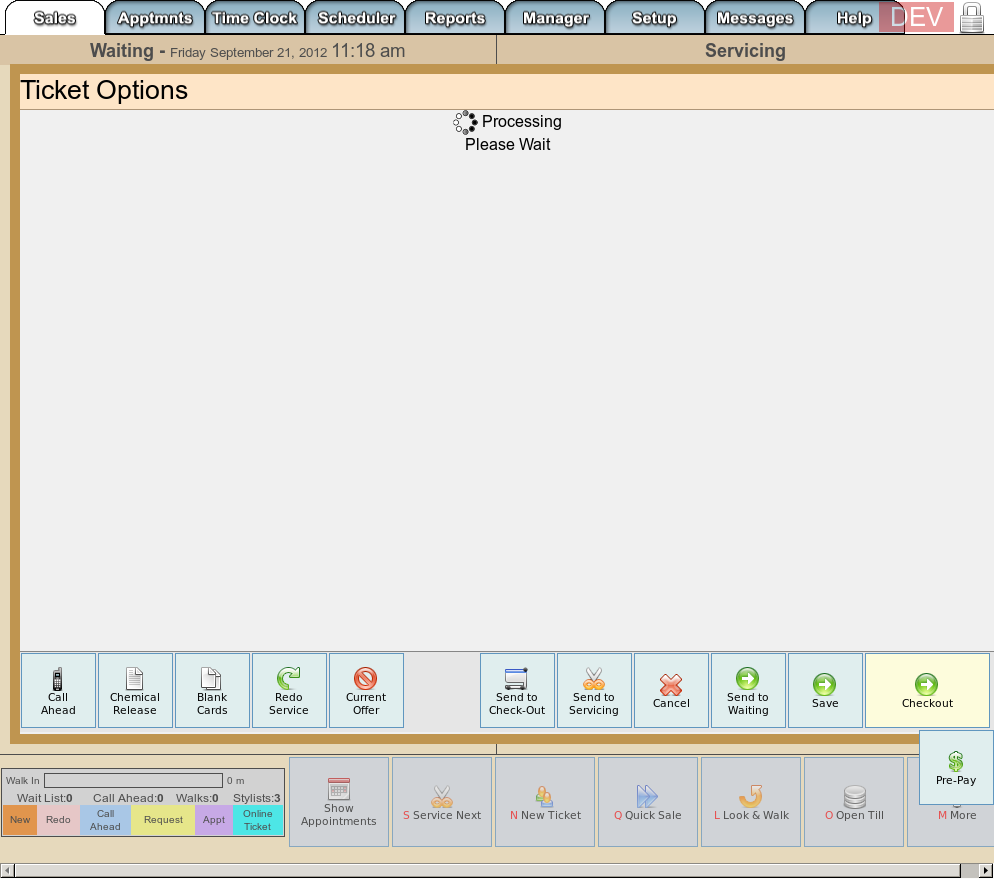 Sales
Apptmnts
Time Clock
Scheduler
Reports
Manager
Setup
Messages
Help
DEV
Waiting - Friday September 21, 2012 11:18 am
Servicing
Ticket Options
Processing
Please Wait
Call
Ahead
Chemical
Release
Blank
Cards
Redo
Service
Current
Offer
Send to
Check-Out
Send to
Servicing
Cancel
Send to
Waiting
Save
Checkout
Pre-Pay
Walk In
0 m
Wait List:0 Call Ahead:0 Walks:0 Stylists:3
New
Redo
Call
Ahead
Request
Appt
Online
Ticket
Show
Appointments
S Service Next
N New Ticket
Q Quick Sale
L Look & Walk
O Open Till
M More